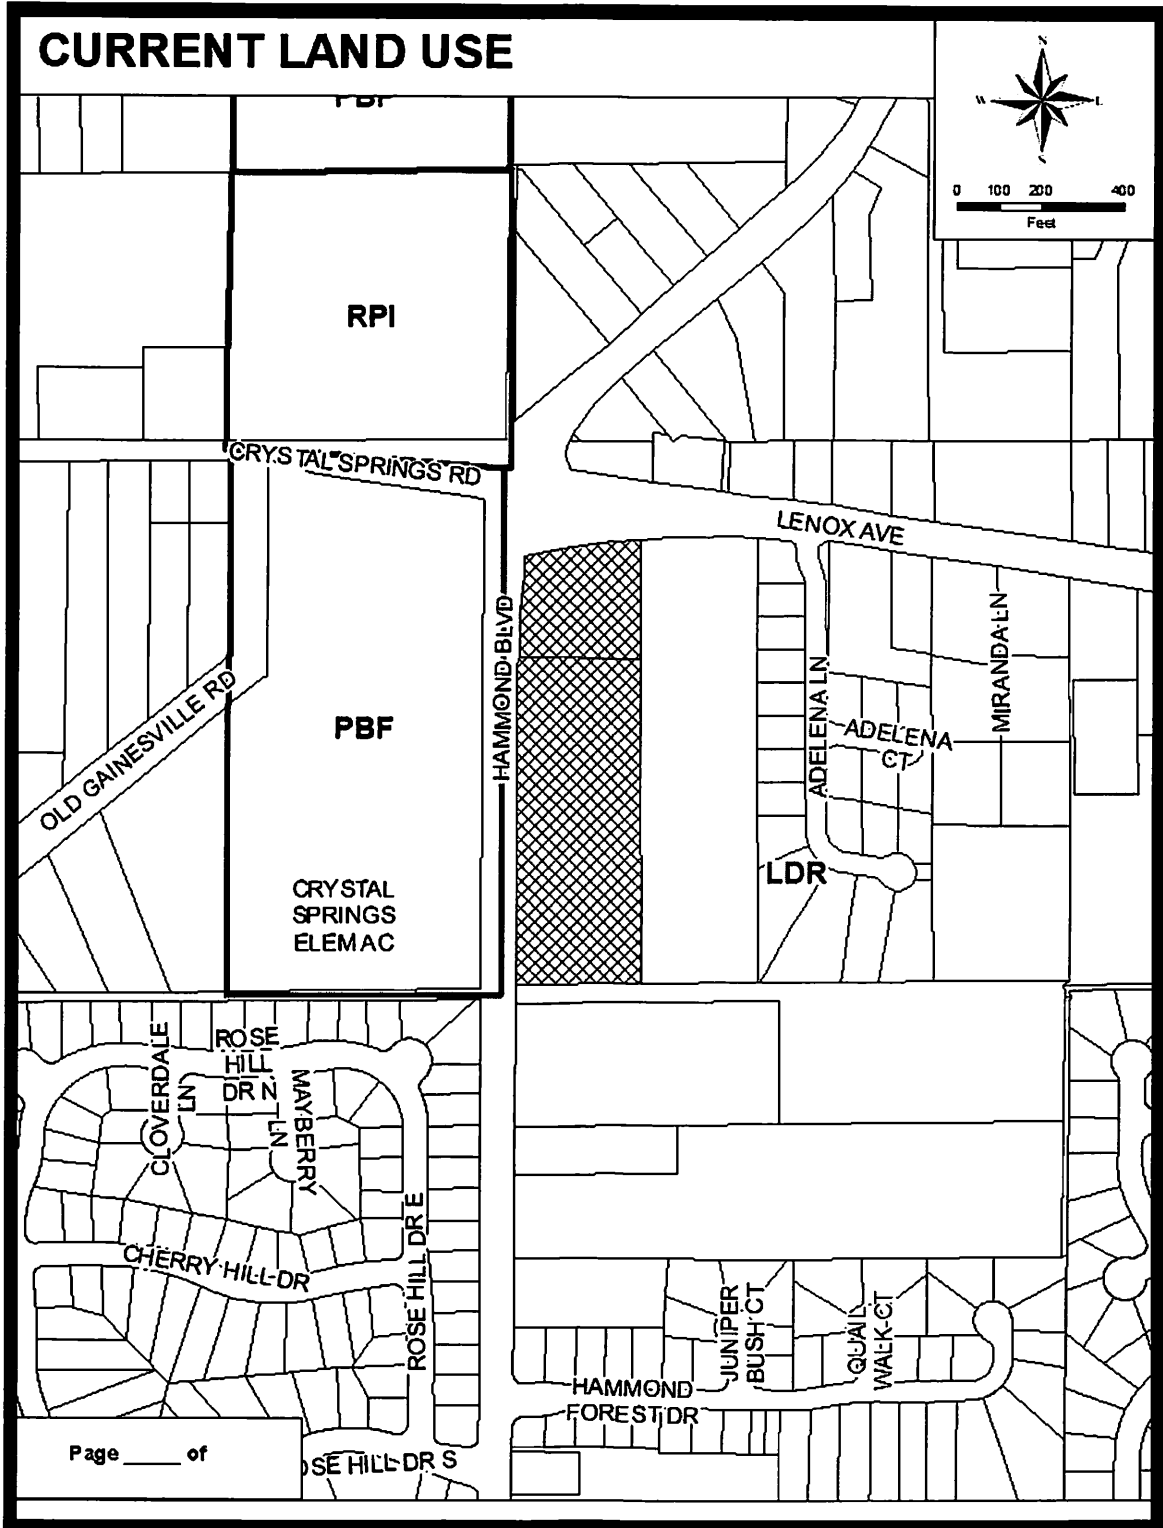 CURRENT LAND USE
N
W
S
0 100 200 400
Feet
PBF
RPI
CRYSTAL SPRINGS RD
LENOX AVE
HAMMOND BLVD
MIRANDA LN
OLD GAINESVILLE RD
PBF
ADELENA LN
ADELENA
CT
LDR
CRYSTAL
SPRINGS
ELEM AC
CLOVERDALE
LN
ROSE
HILL
DR N
MAYBERRY
LN
CHERRY HILL DR
ROSE HILL DR E
JUNIPER
BUSH CT
QUAIL
WALK CT
HAMMOND
FOREST DR
OSE HILL DR S
Page ____ of